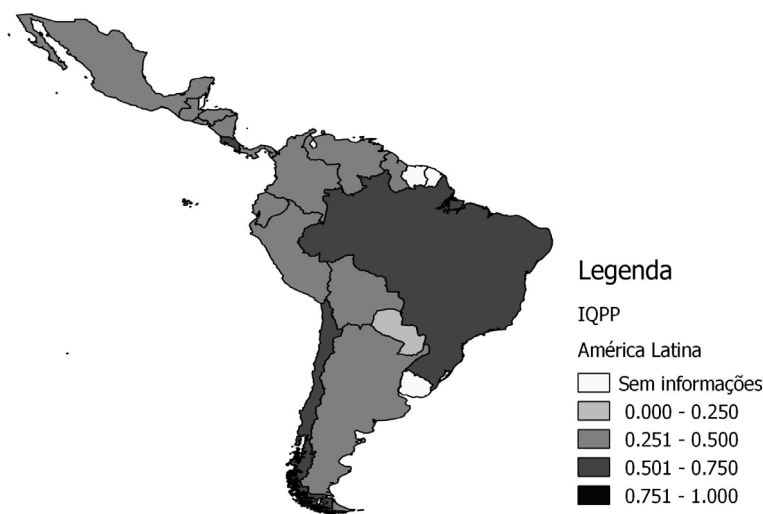 Legenda
IQPP
América Latina
Sem informações
0.000 - 0.250
0.251 - 0.500
0.501 - 0.750
0.751 - 1.000